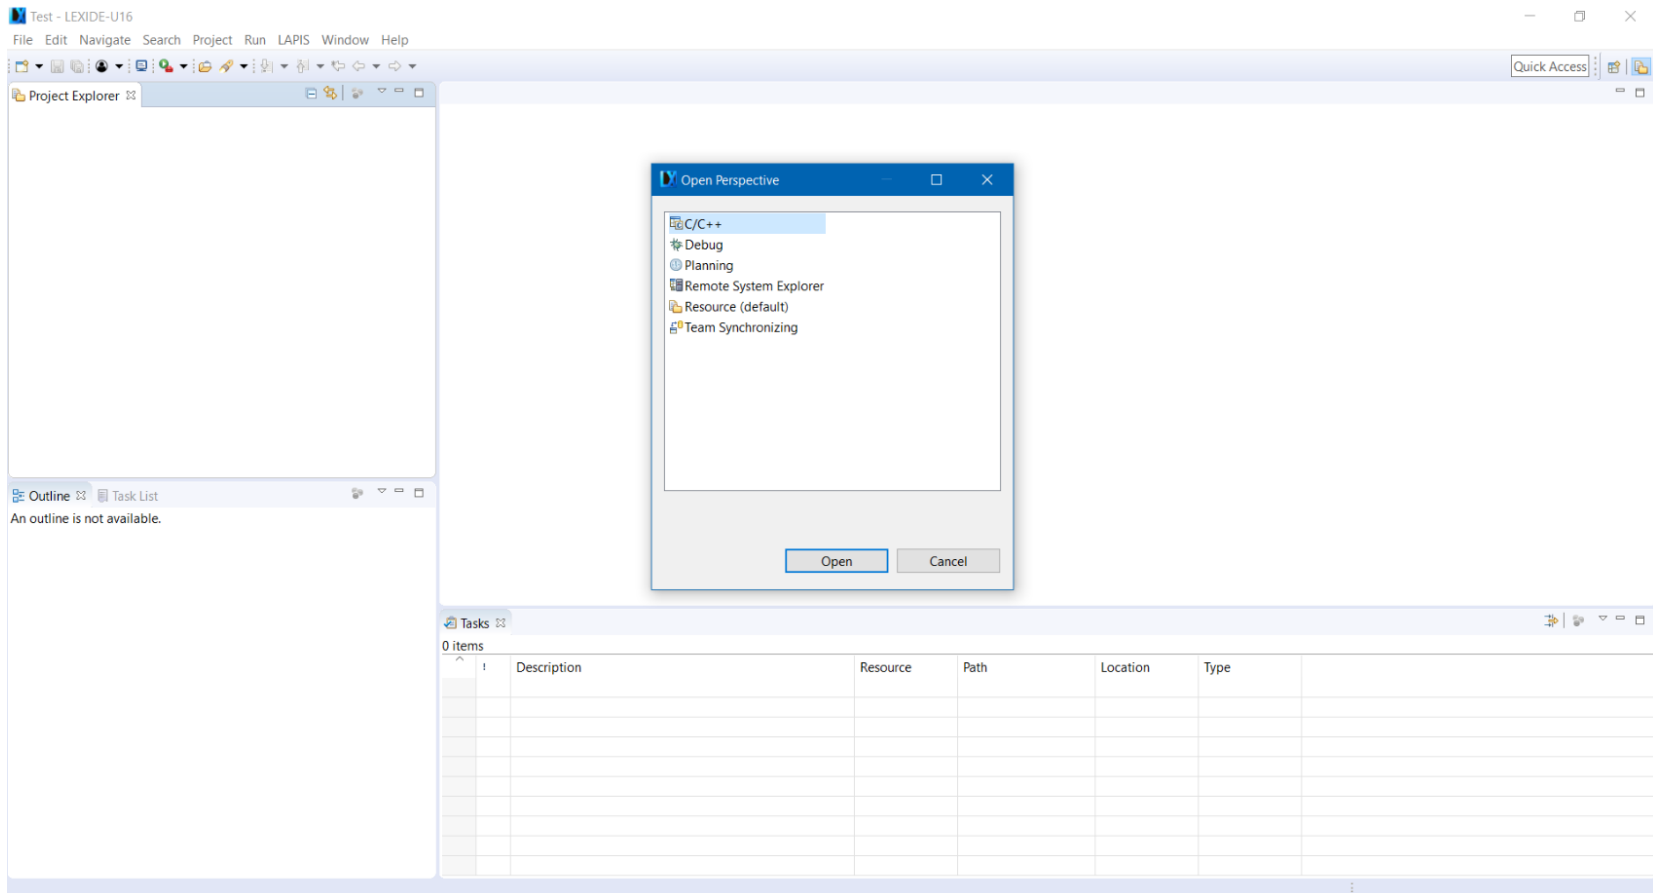 Test - LEXIDE-U16
File Edit Navigate Search Project Run LAPIS Window Help
Quick Access
Project Explorer
Open Perspective
C/C++
Debug
Planning
Remote System Explorer
Resource (default)
Team Synchronizing
Open Cancel
Outline Task List
An outline is not available.
Tasks
0 items
! Description Resource Path Location Type